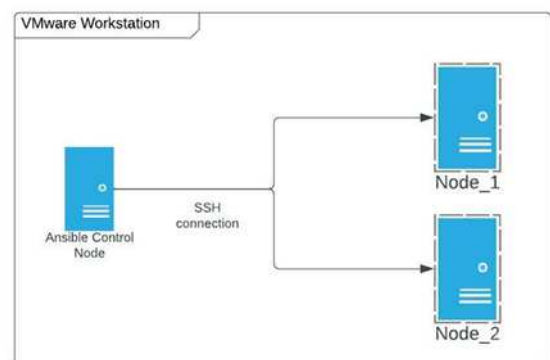 VMware Workstation
Node_1
SSH
connection
Ansible Control
Node
Node_2